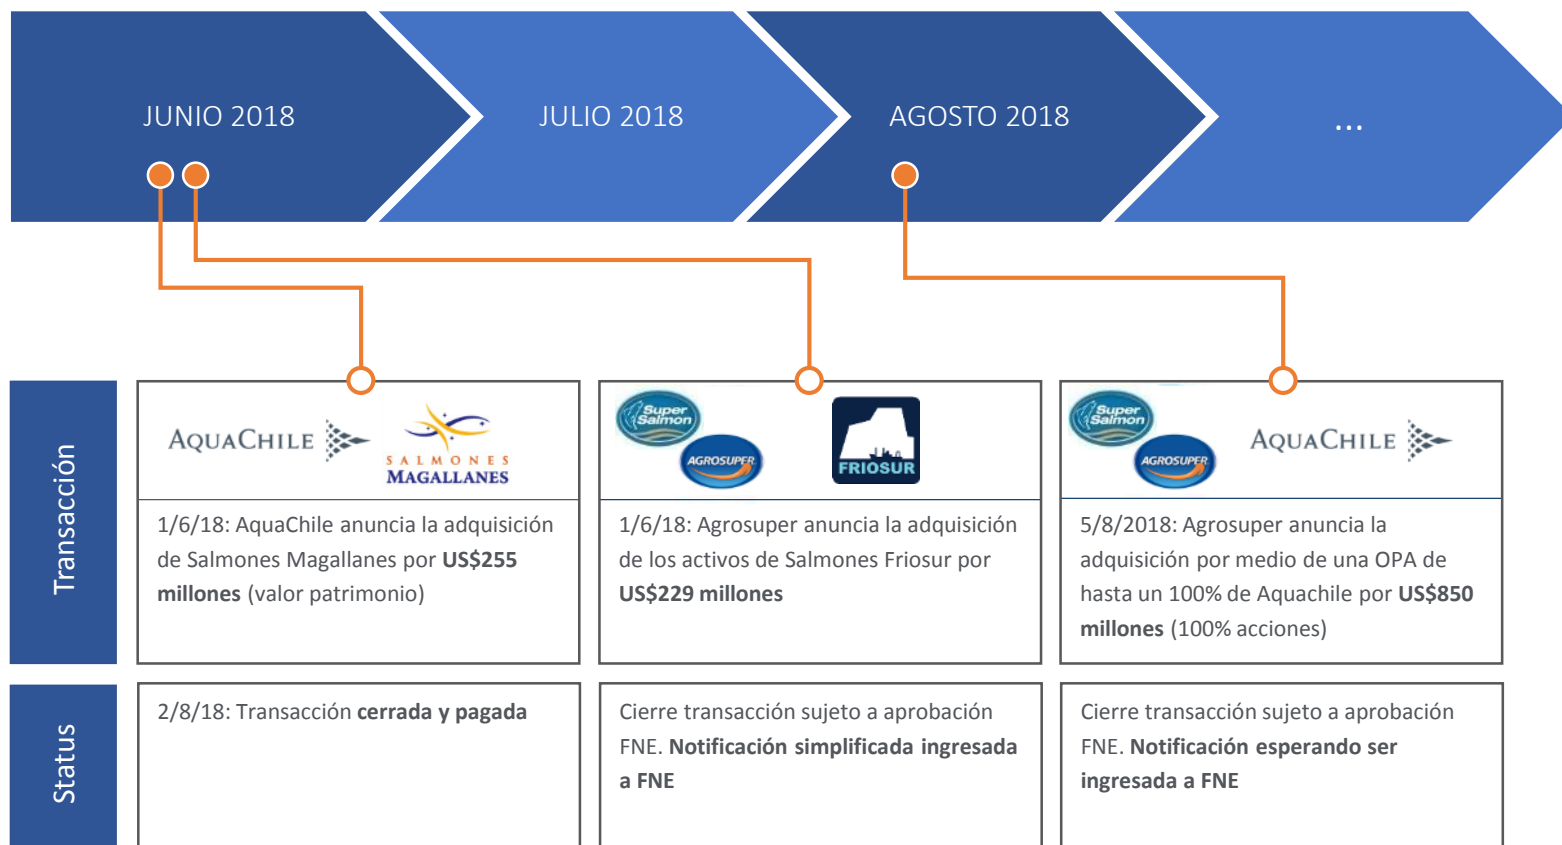 JUNIO 2018
JULIO 2018
AGOSTO 2018
...
Transacción
AQUACHILE
SALMONES
MAGALLANES
1/6/18: AquaChile anuncia la adquisición
de Salmones Magallanes por US$255
millones (valor patrimonio)
Super
Salmon
AGROSUPER
FRIOSUR
1/6/18: Agrosuper anuncia la adquisición
de los activos de Salmones Friosur por
US$229 millones
Super
Salmon
AGROSUPER
AQUACHILE
5/8/2018: Agrosuper anuncia la
adquisición por medio de una OPA de
hasta un 100% de Aquachile por US$850
millones (100% acciones)
Status
2/8/18: Transacción cerrada y pagada
Cierre transacción sujeto a aprobación
FNE. Notificación simplificada ingresada
a FNE
Cierre transacción sujeto a aprobación
FNE. Notificación esperando ser
ingresada a FNE